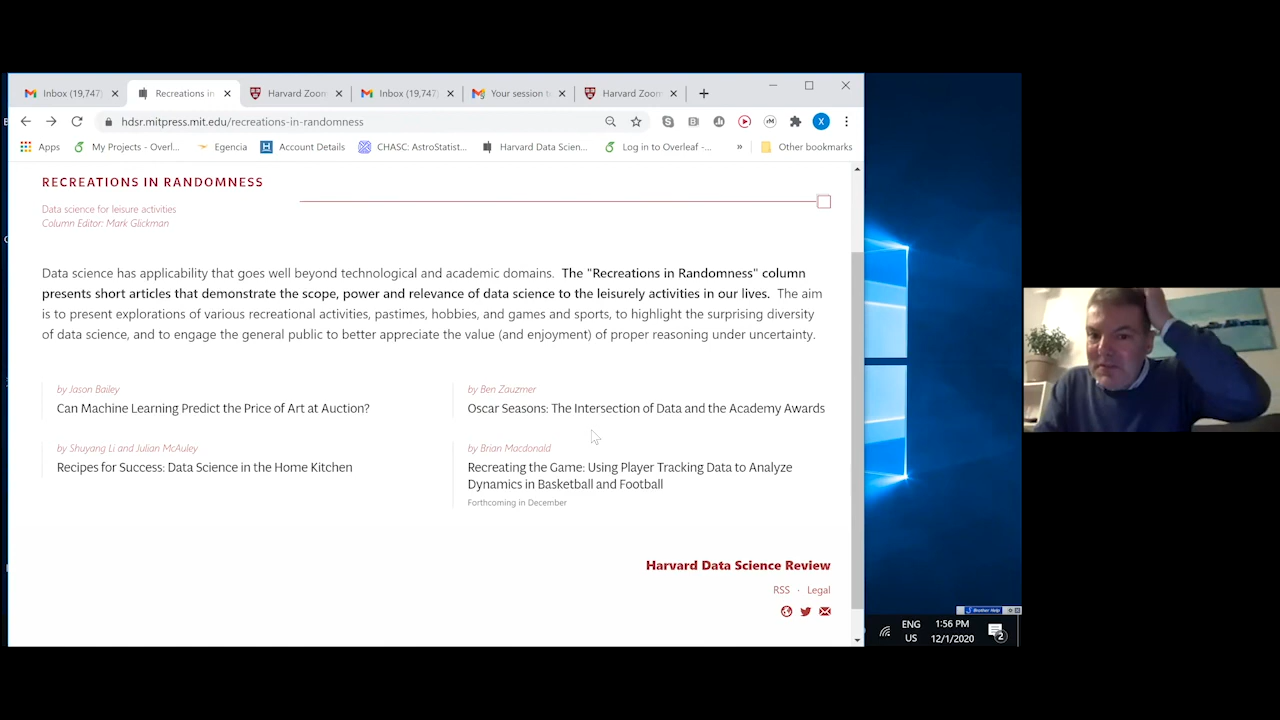 Inbox (19,747)
Recreations in
Harvard Zoom
Inbox (19,747)
Your session t
Harvard Zoom
hdsr.mitpress.mit.edu/recreations-in-randomness
X
Apps
My Projects - Overl...
Egencia
Account Details
CHASC: AstroStatist...
Harvard Data Scien...
Log in to Overleaf -...
»
Other bookmarks
RECREATIONS IN RANDOMNESS
Data science for leisure activities
Column Editor: Mark Glickman
Data science has applicability that goes well beyond technological and academic domains. The "Recreations in Randomness" column
presents short articles that demonstrate the scope, power and relevance of data science to the leisurely activities in our lives. The aim
is to present explorations of various recreational activities, pastimes, hobbies, and games and sports, to highlight the surprising diversity
of data science, and to engage the general public to better appreciate the value (and enjoyment) of proper reasoning under uncertainty.
by Jason Bailey
Can Machine Learning Predict the Price of Art at Auction?
by Ben Zauzmer
Oscar Seasons: The Intersection of Data and the Academy Awards
by Shuyang Li and Julian McAuley
Recipes for Success: Data Science in the Home Kitchen
by Brian Macdonald
Recreating the Game: Using Player Tracking Data to Analyze
Dynamics in Basketball and Football
Forthcoming in December
Harvard Data Science Review
RSS · Legal
Brother Help
ENG
US
1:56 PM
12/1/2020
2